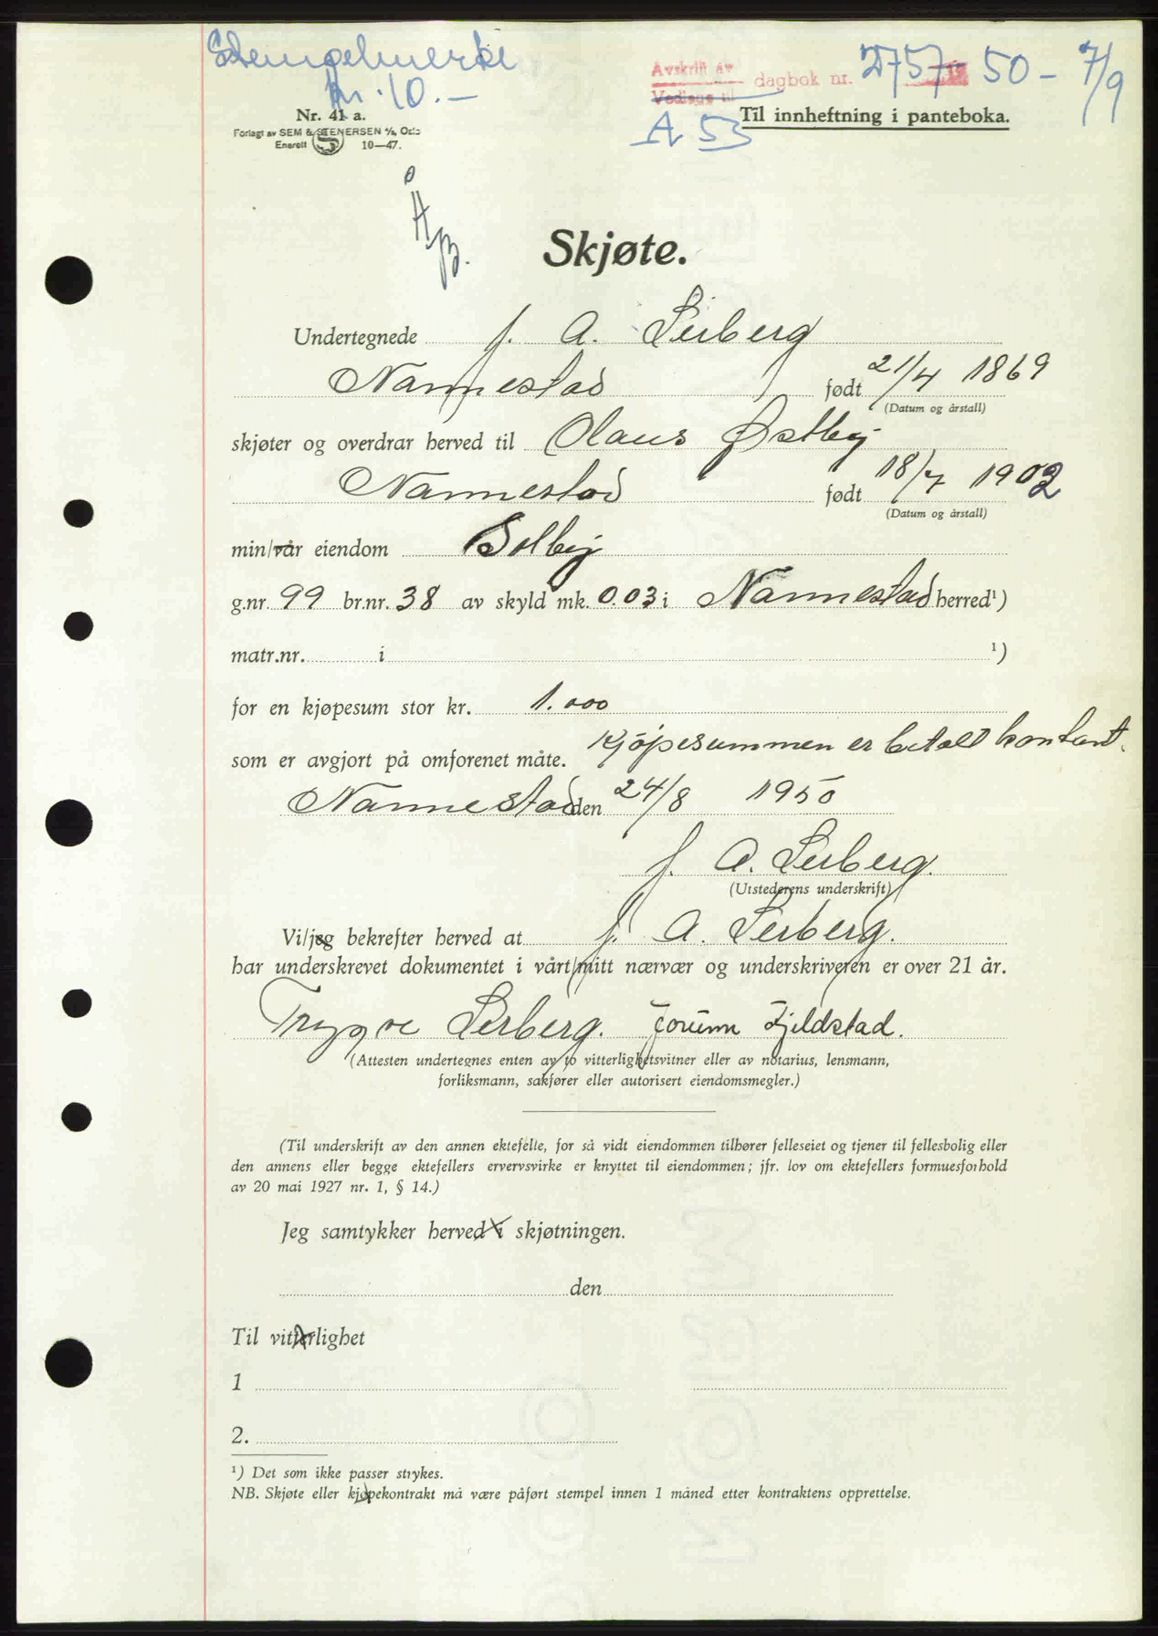 Stempelmerke
kr. 10.—
Avskrift av
Vedlegg til
dagbok nr. 2757 19 50 – 7/9
A 53
Til innheftning i panteboka.
Nr. 41 a.
Forlagt av SEM & STENERSEN A/S, Oslo
Enerett 10—47.
Skjøte.
Undertegnede J. A. Lerberg
Nannestad født 21/4 1869
(Datum og årstall)
skjøter og overdrar herved til Olaus Østby
Nannestad født 18/7 1902
(Datum og årstall)
min/vår eiendom Solbig
g.nr. 99 br.nr. 38 av skyld mk. 0.03 i Nannestad herred¹)
matr.nr. i ¹)
for en kjøpesum stor kr. 1.000
som er avgjort på omforenet måte. Kjöpesummen er betalt kontant.
Nannestad den 24/8 1950
J. A. Lerberg.
(Utstederens underskrift)
Vi/jeg bekrefter herved at J. A. Lerberg.
har underskrevet dokumentet i vårt/mitt nærvær og underskriveren er over 21 år.
Trygve Lerberg. Jorunn Fjeldstad.
(Attesten undertegnes enten av to vitterlighetsvitner eller av notarius, lensmann,
forliksmann, sakfører eller autorisert eiendomsmegler.)
(Til underskrift av den annen ektefelle, for så vidt eiendommen tilhører felleseiet og tjener til fellesbolig eller
den annens eller begge ektefellers ervervsvirke er knyttet til eiendommen; jfr. lov om ektefellers formuesforhold
av 20 mai 1927 nr. 1, § 14.)
Jeg samtykker herved i skjøtningen.
den
Til vitterlighet
1
2.
¹) Det som ikke passer strykes.
NB. Skjøte eller kjøpekontrakt må være påført stempel innen 1 måned etter kontraktens opprettelse.